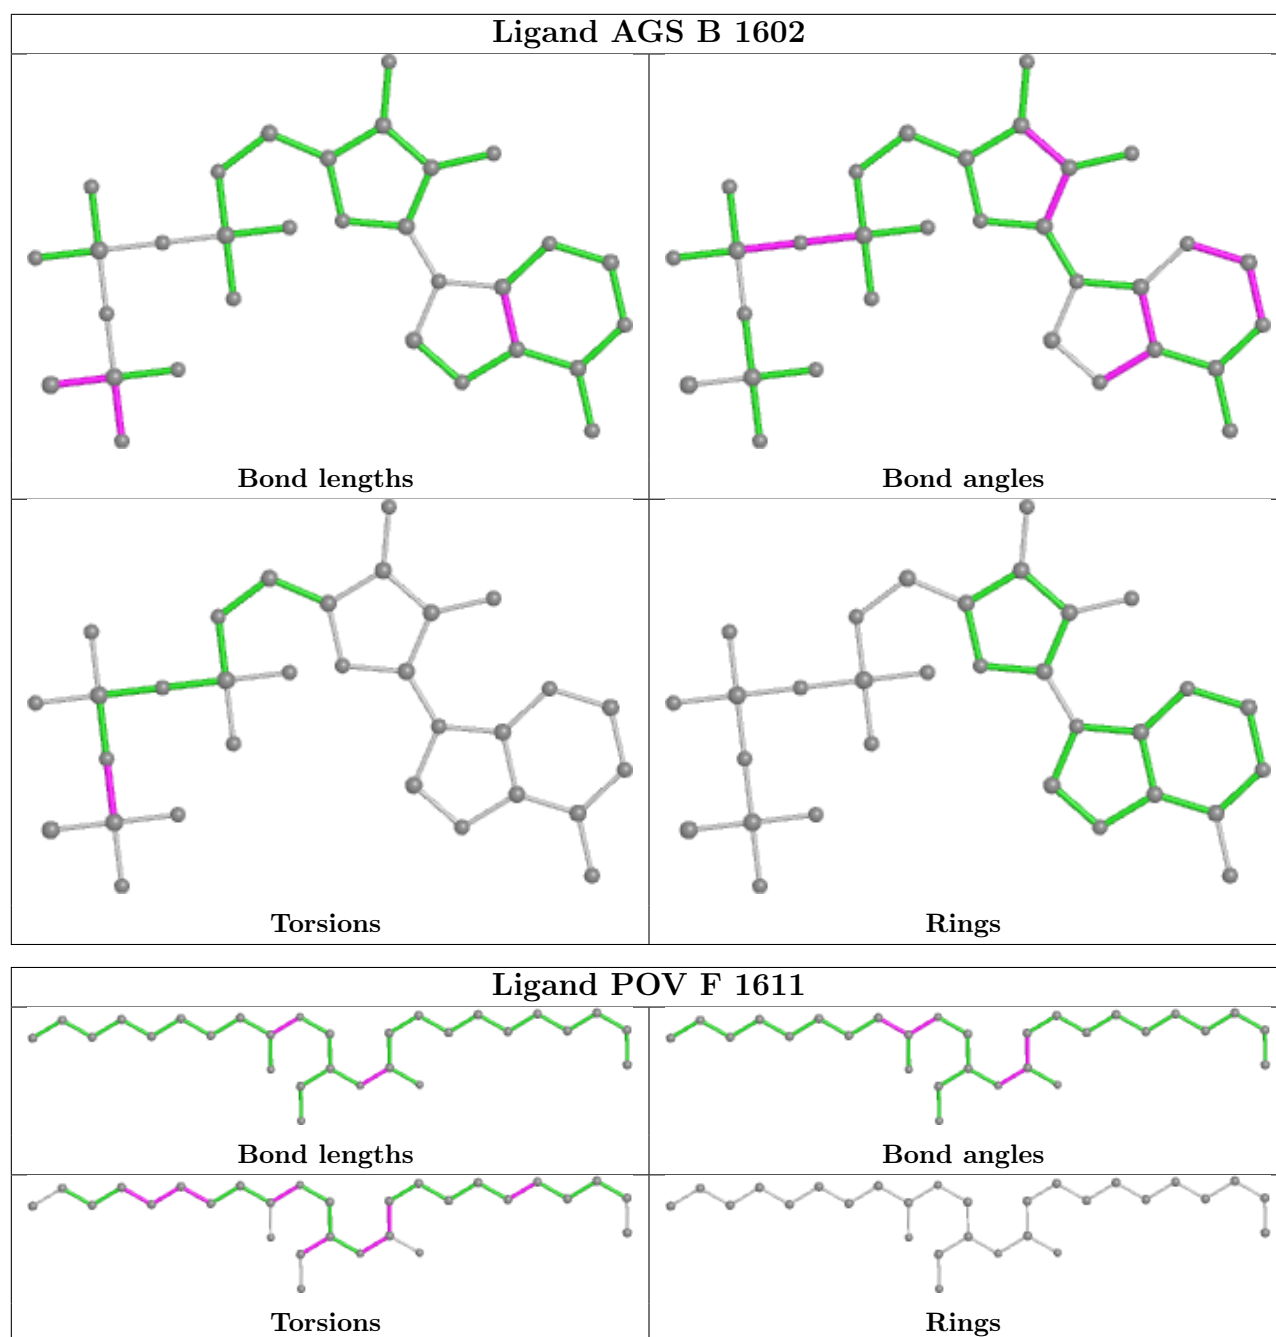 Ligand AGS B 1602
Bond lengths
Bond angles
Torsions
Rings
Ligand POV F 1611
Bond lengths
Bond angles
Torsions
Rings